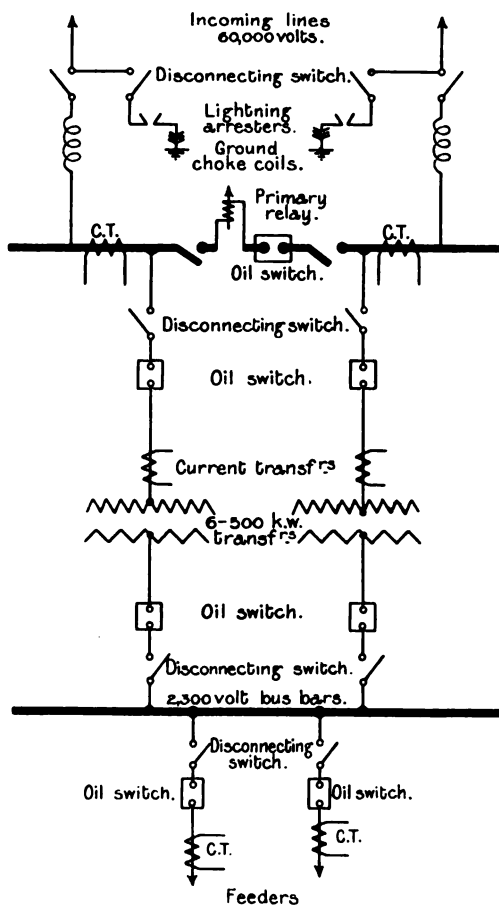 Incoming lines
60,000 volts.
Disconnecting switch.
Lightning
arresters.
Ground
choke coils.
Primary
relay.
C.T.
C.T.
Oil switch.
Disconnecting switch.
Oil switch.
Current transfrs
6-500 k.w.
transfrs
Oil switch.
Disconnecting switch.
2,300 volt bus bars.
Disconnecting
switch.
Oil switch.
Oil switch.
C.T.
C.T.
Feeders